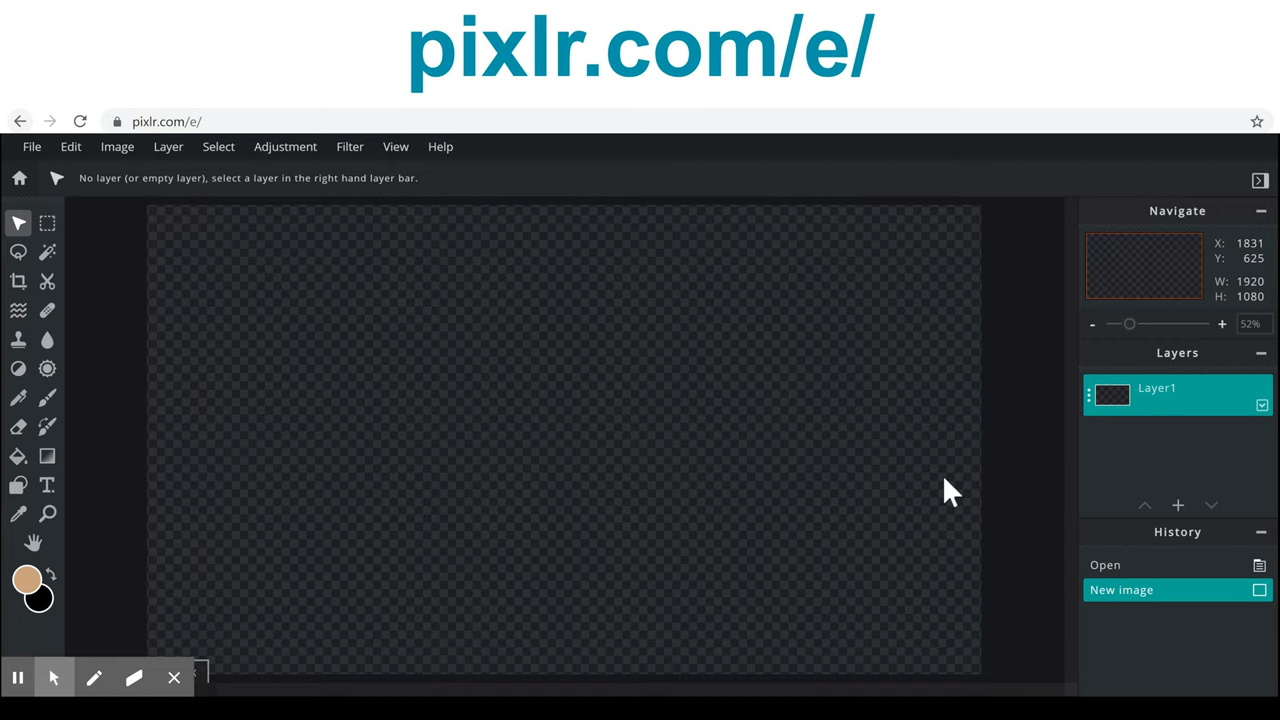 pixlr.com/e/
pixlr.com/e/
File Edit Image Layer Select Adjustment Filter View Help
No layer (or empty layer), select a layer in the right hand layer bar.
Navigate
X: 1831
Y: 625
W: 1920
H: 1080
- + 52%
Layers
Layer1
History
Open
New image